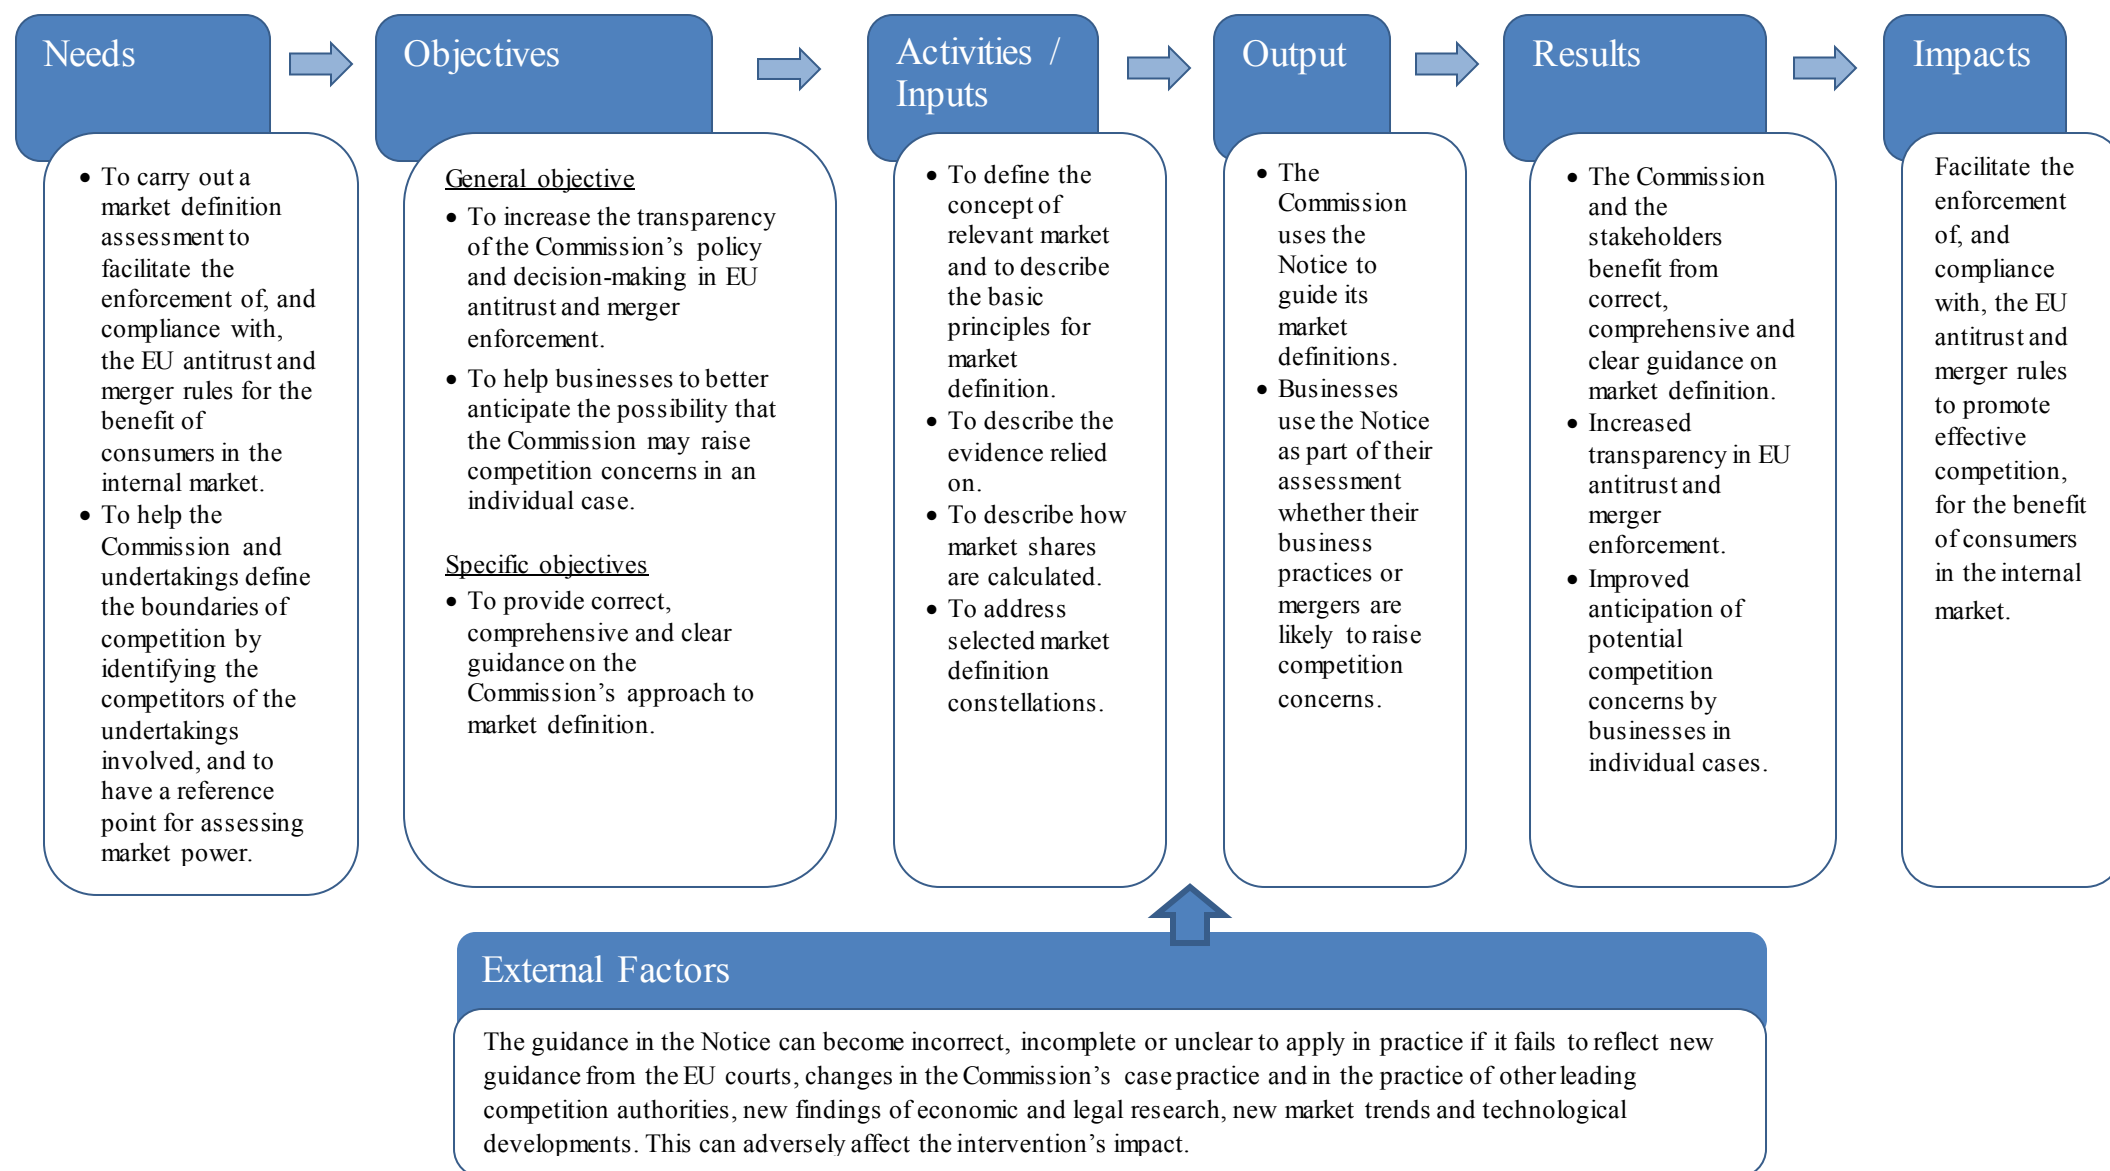 Needs
• To carry out a
market definition
assessment to
facilitate the
enforcement of, and
compliance with,
the EU antitrust and
merger rules for the
benefit of
consumers in the
internal market.
• To help the
Commission and
undertakings define
the boundaries of
competition by
identifying the
competitors of the
undertakings
involved, and to
have a reference
point for assessing
market power.
Objectives
General objective
• To increase the transparency
of the Commission’s policy
and decision-making in EU
antitrust and merger
enforcement.
• To help businesses to better
anticipate the possibility that
the Commission may raise
competition concerns in an
individual case.
Specific objectives
• To provide correct,
comprehensive and clear
guidance on the
Commission’s approach to
market definition.
Activities /
Inputs
• To define the
concept of
relevant market
and to describe
the basic
principles for
market
definition.
• To describe the
evidence relied
on.
• To describe how
market shares
are calculated.
• To address
selected market
definition
constellations.
Output
• The
Commission
uses the
Notice to
guide its
market
definitions.
• Businesses
use the Notice
as part of their
assessment
whether their
business
practices or
mergers are
likely to raise
competition
concerns.
Results
• The Commission
and the
stakeholders
benefit from
correct,
comprehensive and
clear guidance on
market definition.
• Increased
transparency in EU
antitrust and
merger
enforcement.
• Improved
anticipation of
potential
competition
concerns by
businesses in
individual cases.
Impacts
Facilitate the
enforcement
of, and
compliance
with, the EU
antitrust and
merger rules
to promote
effective
competition,
for the benefit
of consumers
in the internal
market.
External Factors
The guidance in the Notice can become incorrect, incomplete or unclear to apply in practice if it fails to reflect new
guidance from the EU courts, changes in the Commission’s case practice and in the practice of other leading
competition authorities, new findings of economic and legal research, new market trends and technological
developments. This can adversely affect the intervention’s impact.